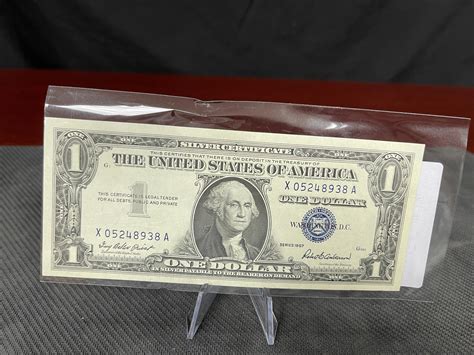 1 SILVER CERTIFICATE 1
THIS CERTIFIES THAT THERE IS ON DEPOSIT IN THE TREASURY OF
THE UNITED STATES OF AMERICA
THIS CERTIFICATE IS LEGAL TENDER
FOR ALL DEBTS, PUBLIC AND PRIVATE
X 05248938 A
ONE DOLLAR
WASHINGTON, D.C.
X 05248938 A
SERIES 1957
1 ONE DOLLAR 1
IN SILVER PAYABLE TO THE BEARER ON DEMAND